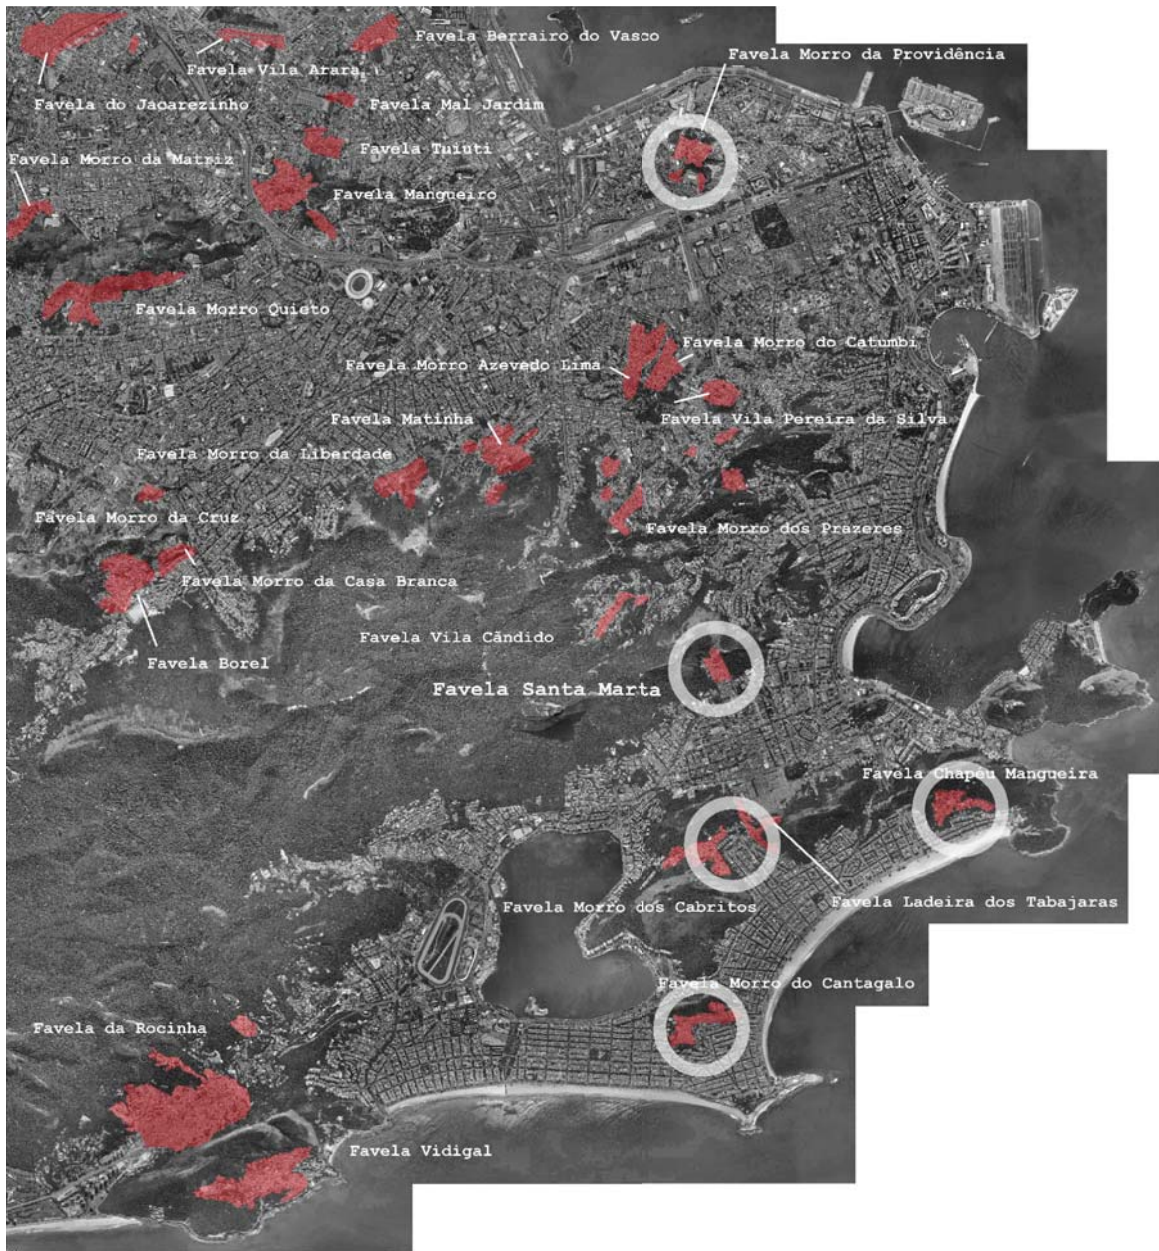 Favela Berrairo do Vasco
Favela Morro da Providência
Favela Vila Arara
Favela do Jacarezinho
Favela Mal Jardim
Favela Tuiuti
Favela Morro da Matriz
Favela Mangueiro
Favela Morro Quieto
Favela Morro do Catumbi
Favela Morro Azevedo Lima
Favela Matinha
Favela Vila Pereira da Silva
Favela Morro da Liberdade
Favela Morro da Cruz
Favela Morro dos Prazeres
Favela Morro da Casa Branca
Favela Vila Cândido
Favela Borel
Favela Santa Marta
Favela Chapéu Mangueira
Favela Morro dos Cabritos
Favela Ladeira dos Tabajaras
Favela Morro do Cantagalo
Favela da Rocinha
Favela Vidigal